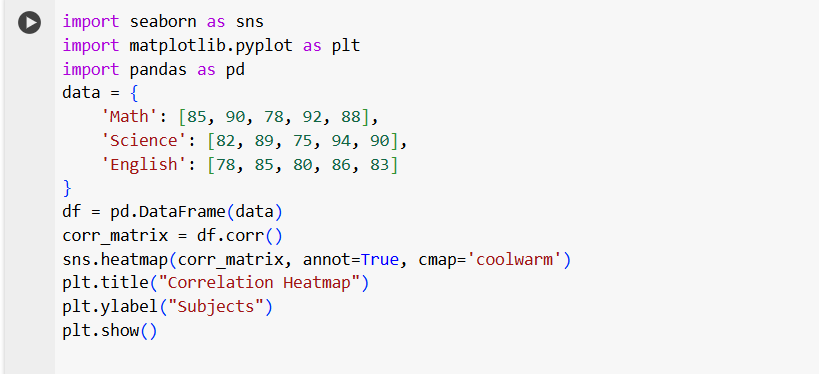 import seaborn as sns
import matplotlib.pyplot as plt
import pandas as pd
data = {
    'Math': [85, 90, 78, 92, 88],
    'Science': [82, 89, 75, 94, 90],
    'English': [78, 85, 80, 86, 83]
}
df = pd.DataFrame(data)
corr_matrix = df.corr()
sns.heatmap(corr_matrix, annot=True, cmap='coolwarm')
plt.title("Correlation Heatmap")
plt.ylabel("Subjects")
plt.show()